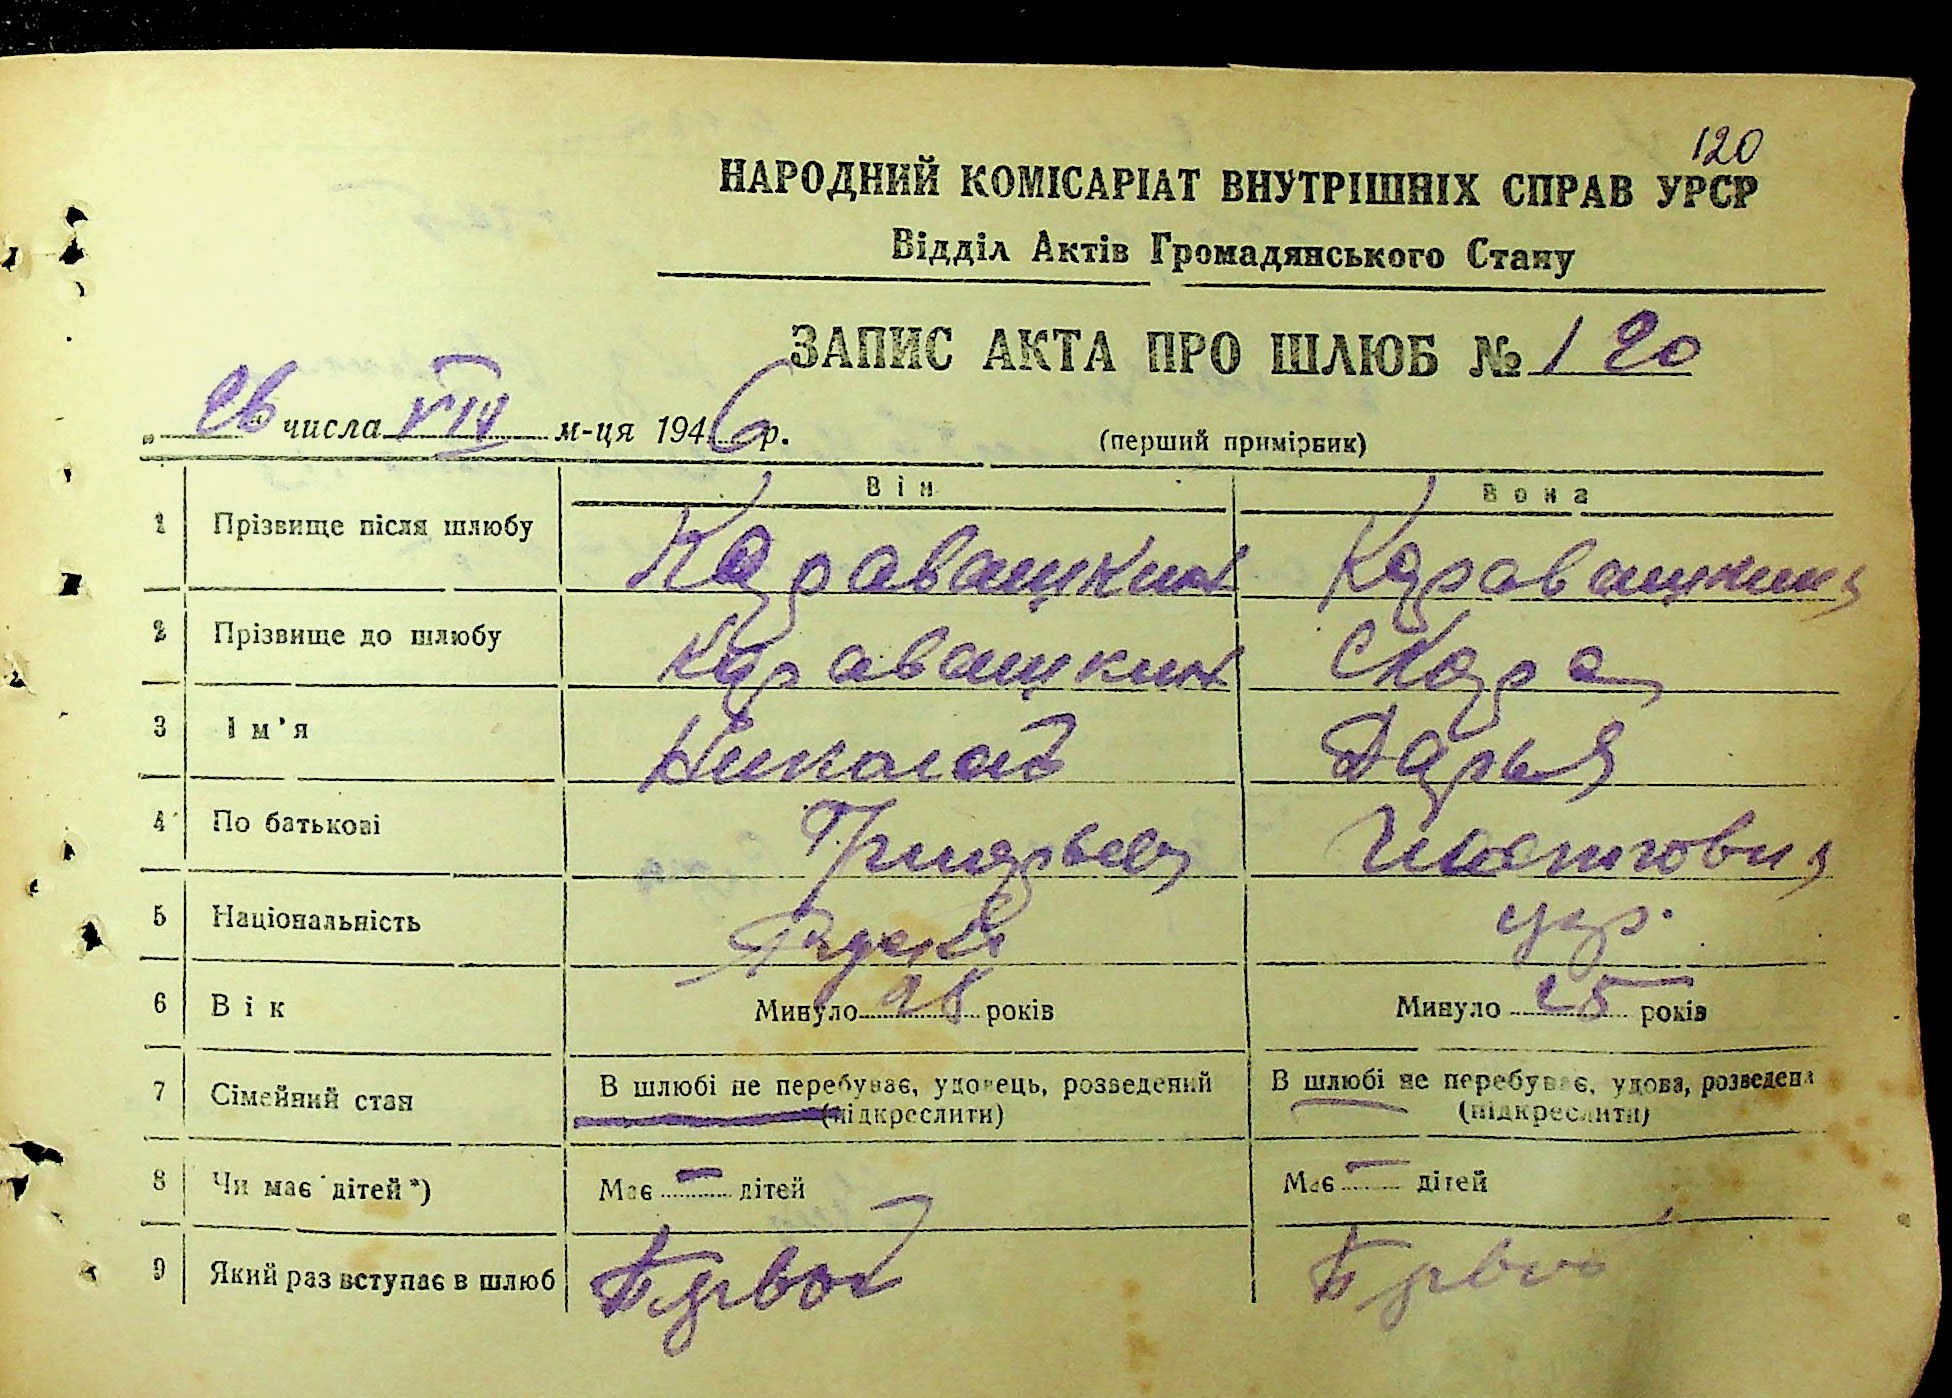 120
НАРОДНИЙ КОМІСАРІАТ ВНУТРІШНІХ СПРАВ УРСР
Відділ Актів Громадянського Стану
ЗАПИС АКТА ПРО ШЛЮБ № 120
„26" числа VIII м-ця 1946 р. (перший примірник)
Він Вона
1 Прізвище після шлюбу Каравашкин Каравашкина
2 Прізвище до шлюбу Каравашкин Скора
3 Ім'я Николай Дарья
4 По батькові
5 Національність укр.
6 Вік Минуло 28 років Минуло 25 років
7 Сімейний стан В шлюбі не перебуває, удовець, розведений В шлюбі не перебуває, удова, розведена
(підкреслити) (підкреслити)
8 Чи має дітей*) Має — дітей Має — дітей
9 Який раз вступає в шлюб Первой Первой